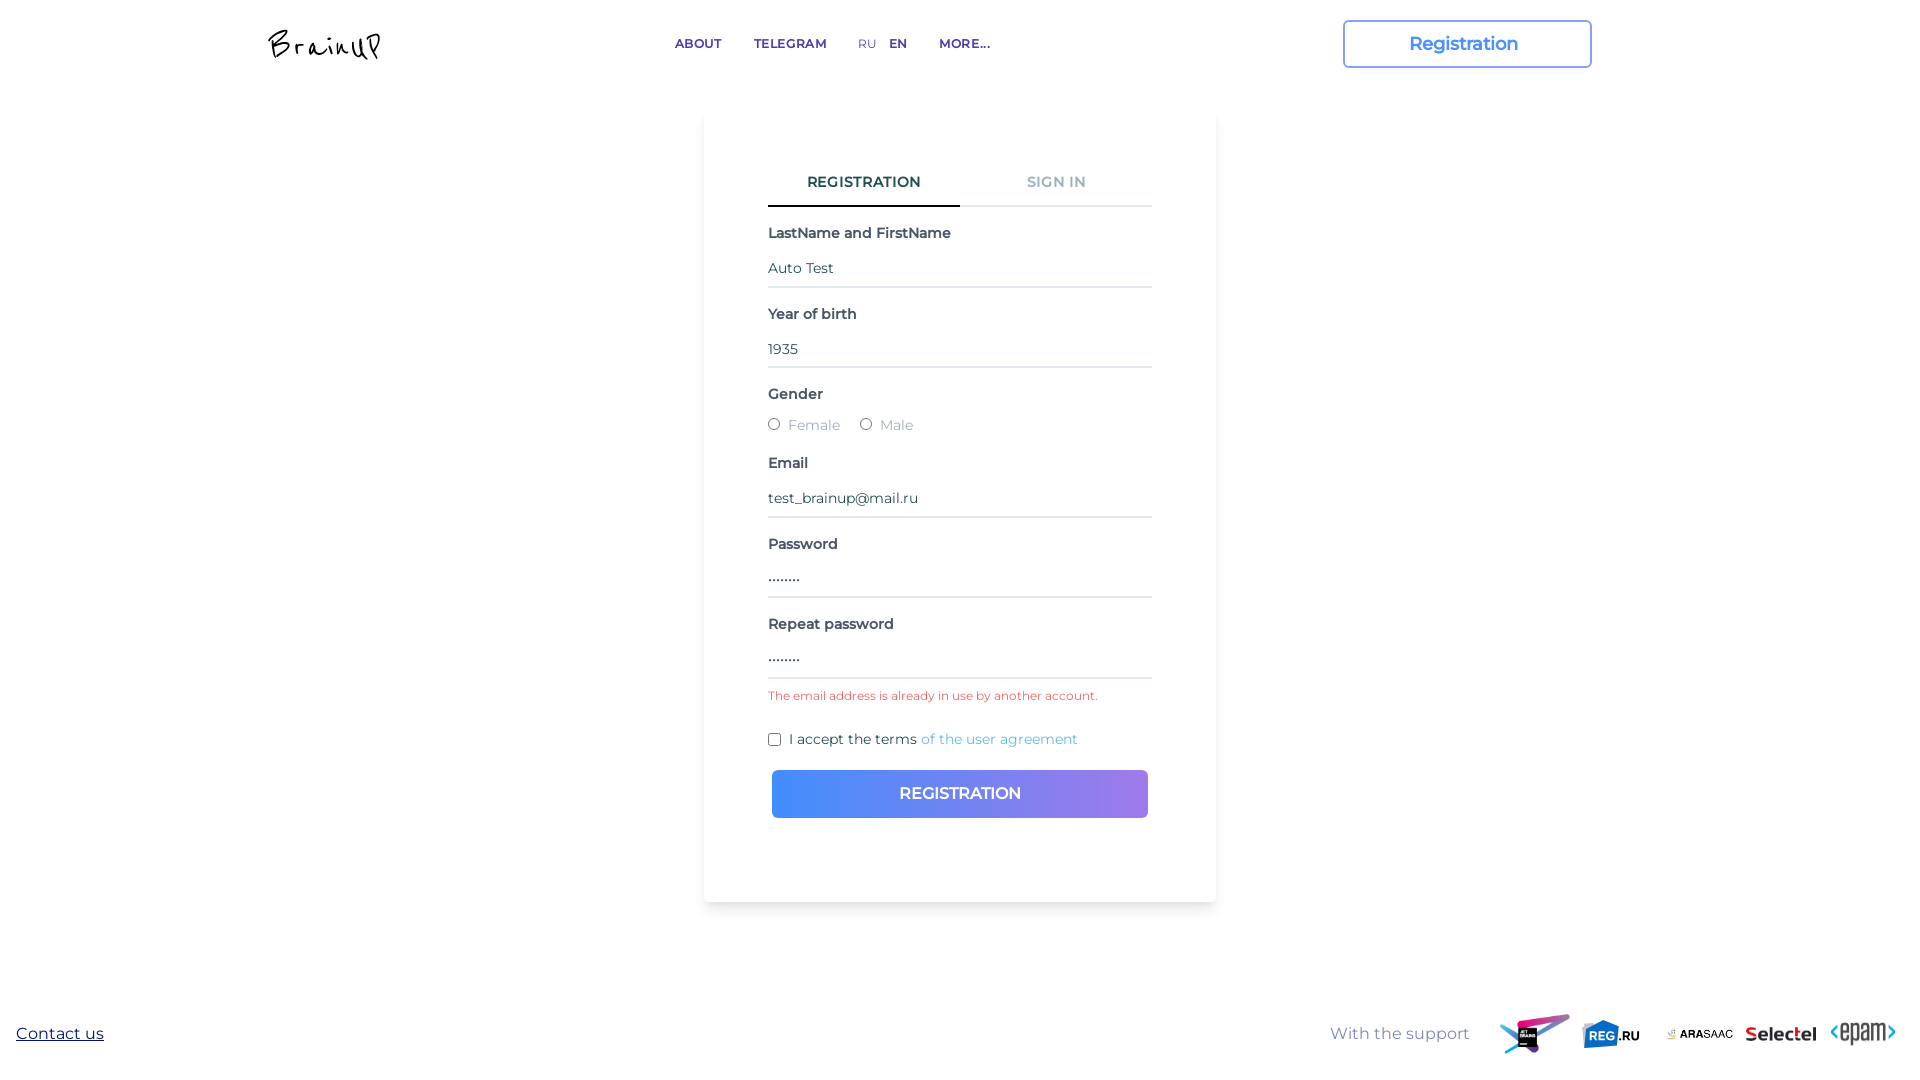 BrainUP
ABOUT TELEGRAM RU EN MORE...
Registration
REGISTRATION SIGN IN
LastName and FirstName
Auto Test
Year of birth
1935
Gender
Female Male
Email
test_brainup@mail.ru
Password
........
Repeat password
........
The email address is already in use by another account.
I accept the terms of the user agreement
REGISTRATION
Contact us
With the support
JET BRAINS
REG.RU
ARASAAC
Selectel
<epam>